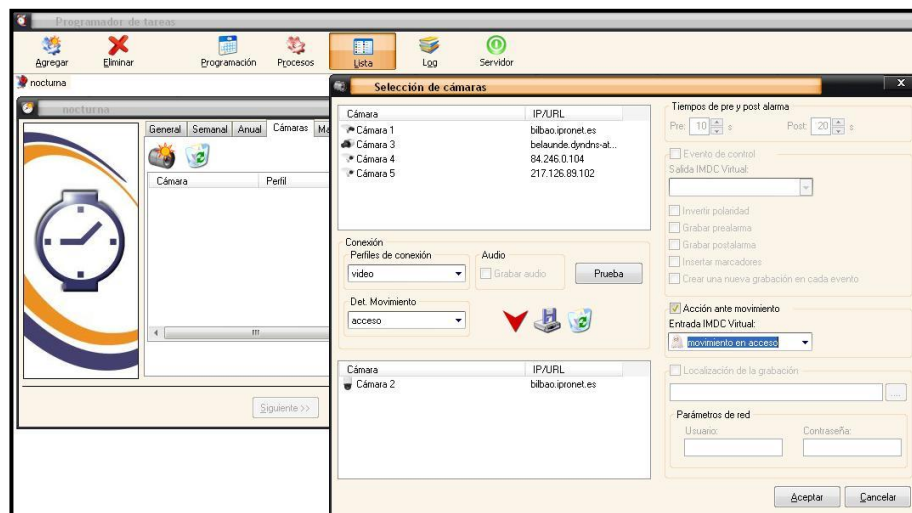 Programador de tareas
Agregar Eliminar Programación Procesos Lista Log Servidor
nocturna
nocturna
General Semanal Anual Cámaras Ma
Cámara Perfil
Siguiente >>
Selección de cámaras X
Cámara IP/URL
Cámara 1 bilbao.ipronet.es
Cámara 3 belaunde.dyndns-at...
Cámara 4 84.246.0.104
Cámara 5 217.126.89.102
Conexión
Perfiles de conexión
video
Audio
Grabar audio
Prueba
Det. Movimiento
acceso
Cámara IP/URL
Cámara 2 bilbao.ipronet.es
Tiempos de pre y post alarma
Pre: 10 s Post: 20 s
Evento de control
Salida IMDC Virtual:
Invertir polaridad
Grabar prealarma
Grabar postalarma
Insertar marcadores
Crear una nueva grabación en cada evento
Acción ante movimiento
Entrada IMDC Virtual:
movimiento en acceso
Localización de la grabación
...
Parámetros de red
Usuario: Contraseña:
Aceptar Cancelar